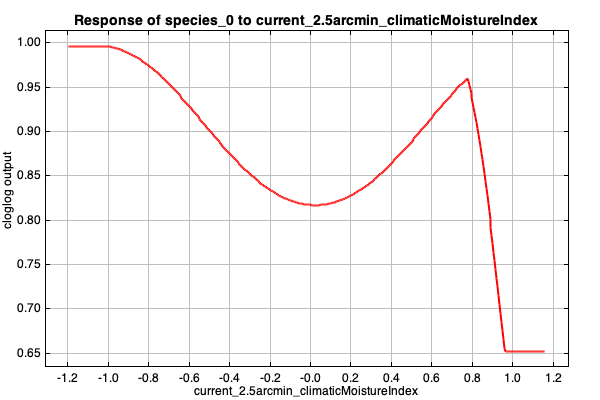 Response of species_0 to current_2.5arcmin_climaticMoistureIndex
1.00
0.95
0.90
0.85
0.80
0.75
0.70
0.65
cloglog output
-1.2 -1.0 -0.8 -0.6 -0.4 -0.2 -0.0 0.2 0.4 0.6 0.8 1.0 1.2
current_2.5arcmin_climaticMoistureIndex